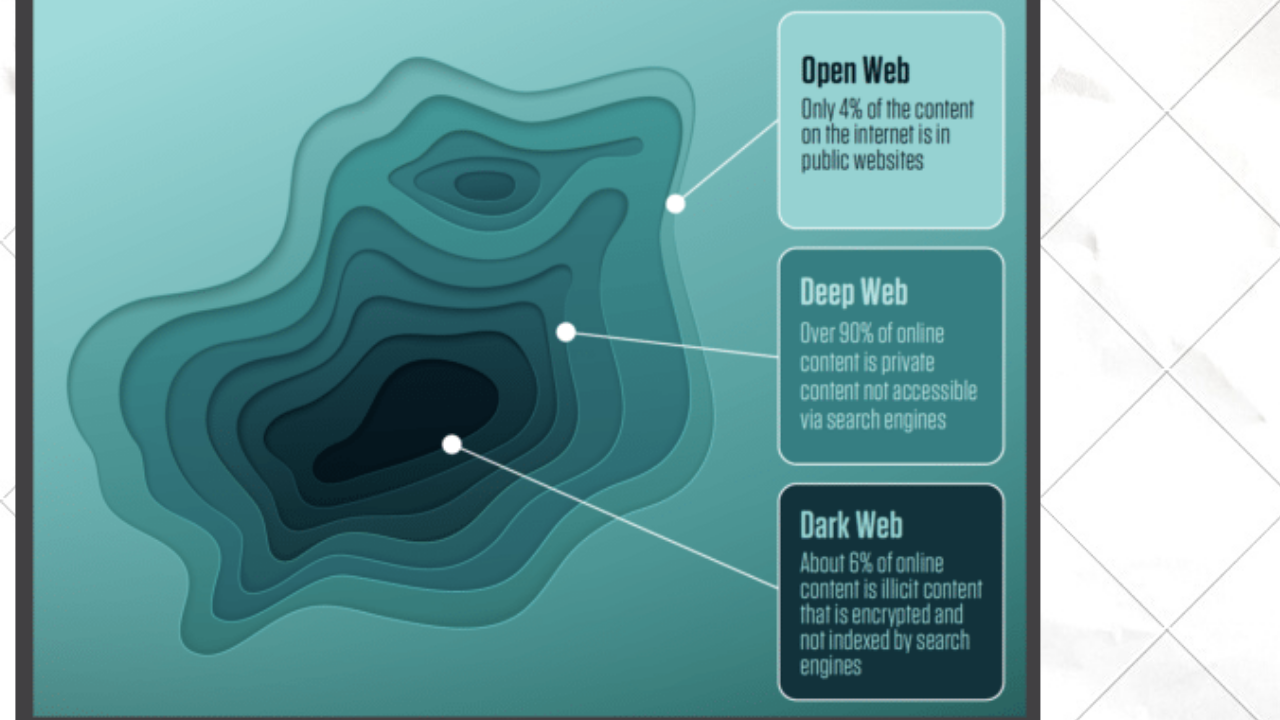 Open Web
Only 4% of the content
on the internet is in
public websites
Deep Web
Over 90% of online
content is private
content not accessible
via search engines
Dark Web
About 6% of online
content is illicit content
that is encrypted and
not indexed by search
engines